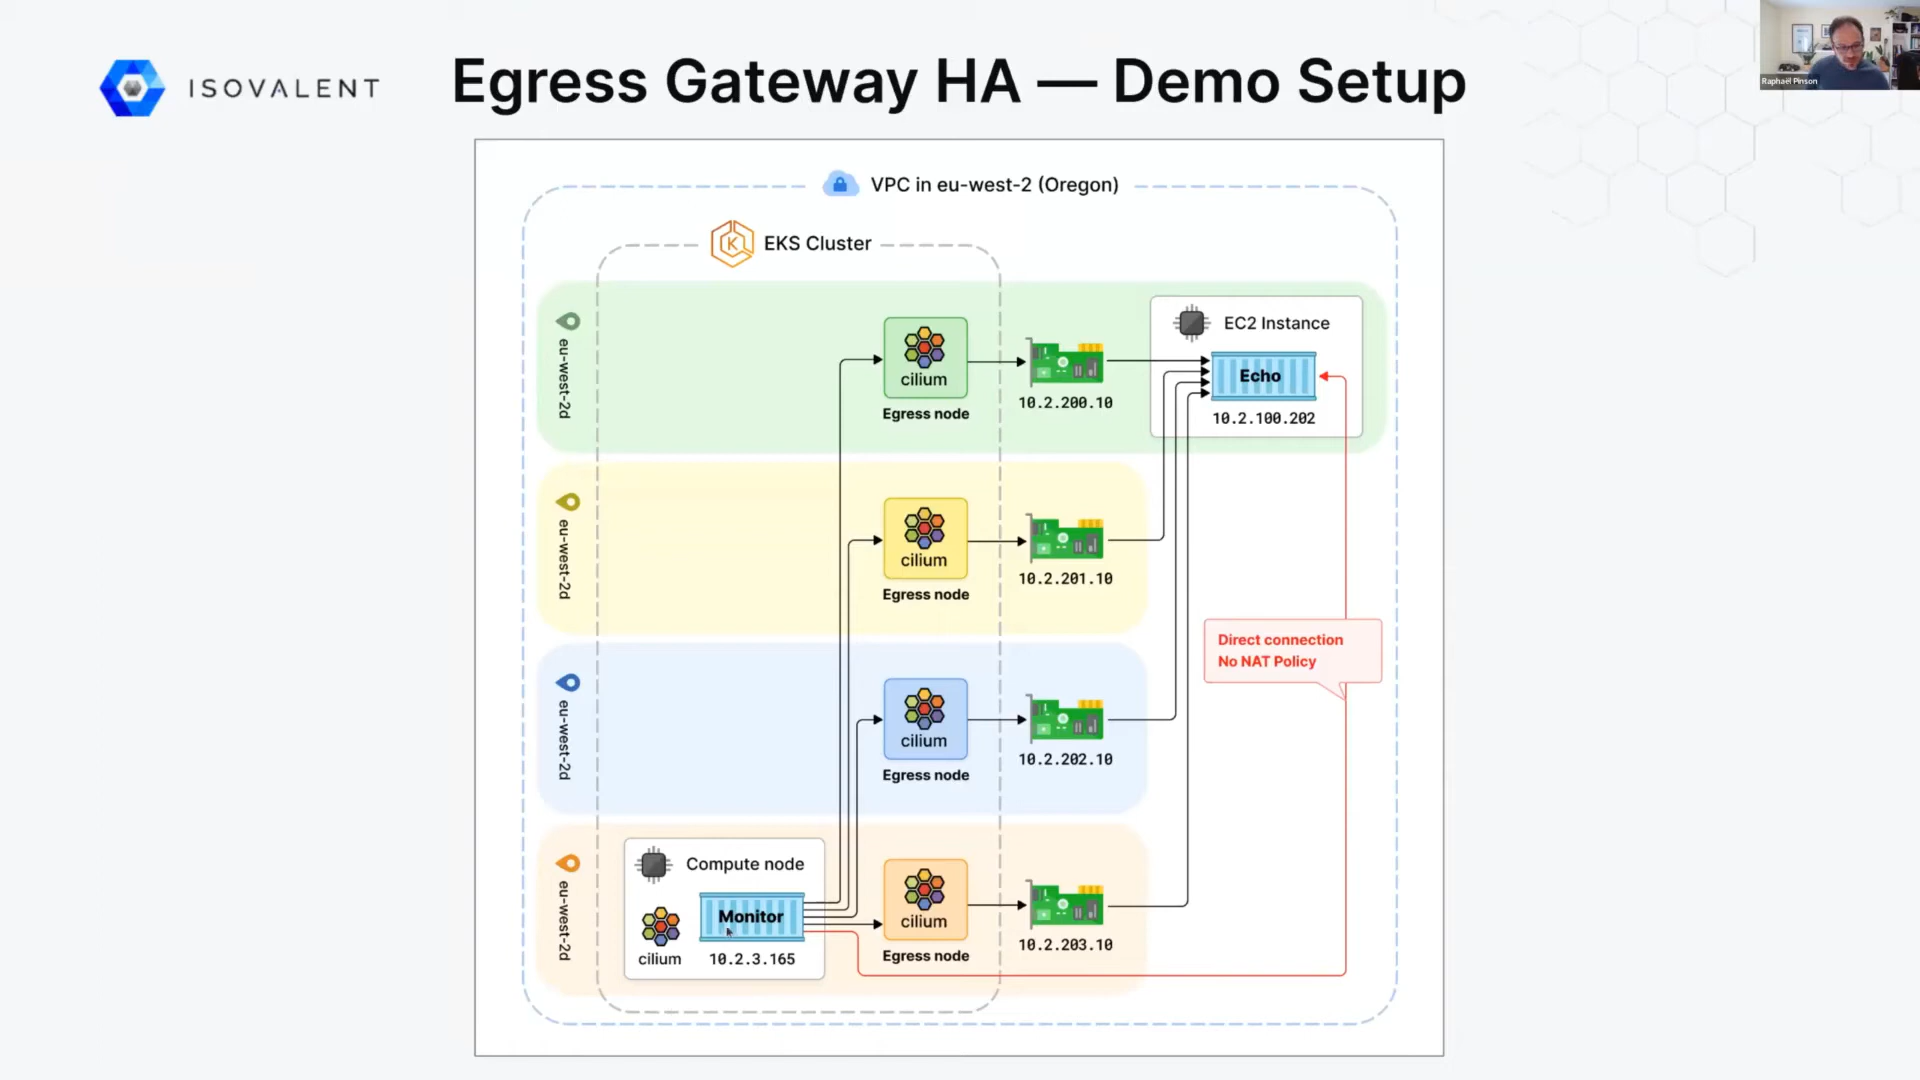 ISOVALENT
Egress Gateway HA — Demo Setup
Raphaël Pinson
VPC in eu-west-2 (Oregon)
EKS Cluster
eu-west-2d
cilium
Egress node
10.2.200.10
EC2 Instance
Echo
10.2.100.202
eu-west-2d
cilium
Egress node
10.2.201.10
Direct connection
No NAT Policy
eu-west-2d
cilium
Egress node
10.2.202.10
eu-west-2d
Compute node
Monitor
cilium
10.2.3.165
cilium
Egress node
10.2.203.10